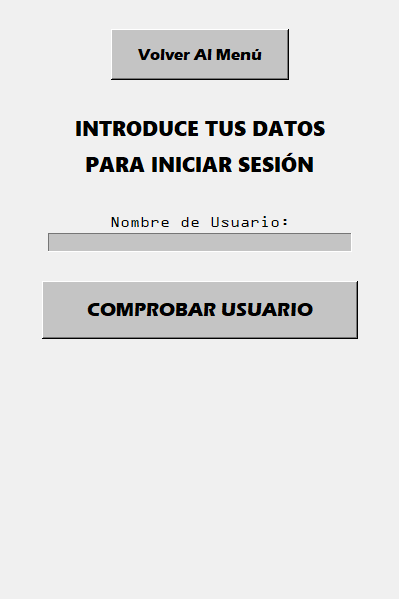 Volver Al Menú
INTRODUCE TUS DATOS
PARA INICIAR SESIÓN
Nombre de Usuario:
COMPROBAR USUARIO